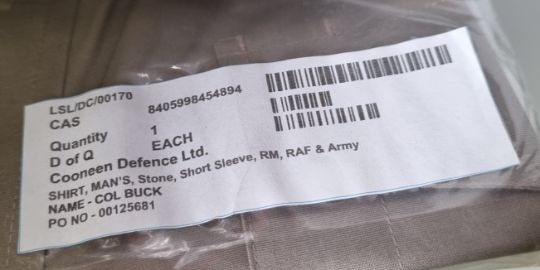 LSL/DC/00170
CAS 8405998454894
Quantity 1
D of Q EACH
Cooneen Defence Ltd.
SHIRT, MAN'S, Stone, Short Sleeve, RM, RAF & Army
NAME - COL BUCK
PO NO - 00125681